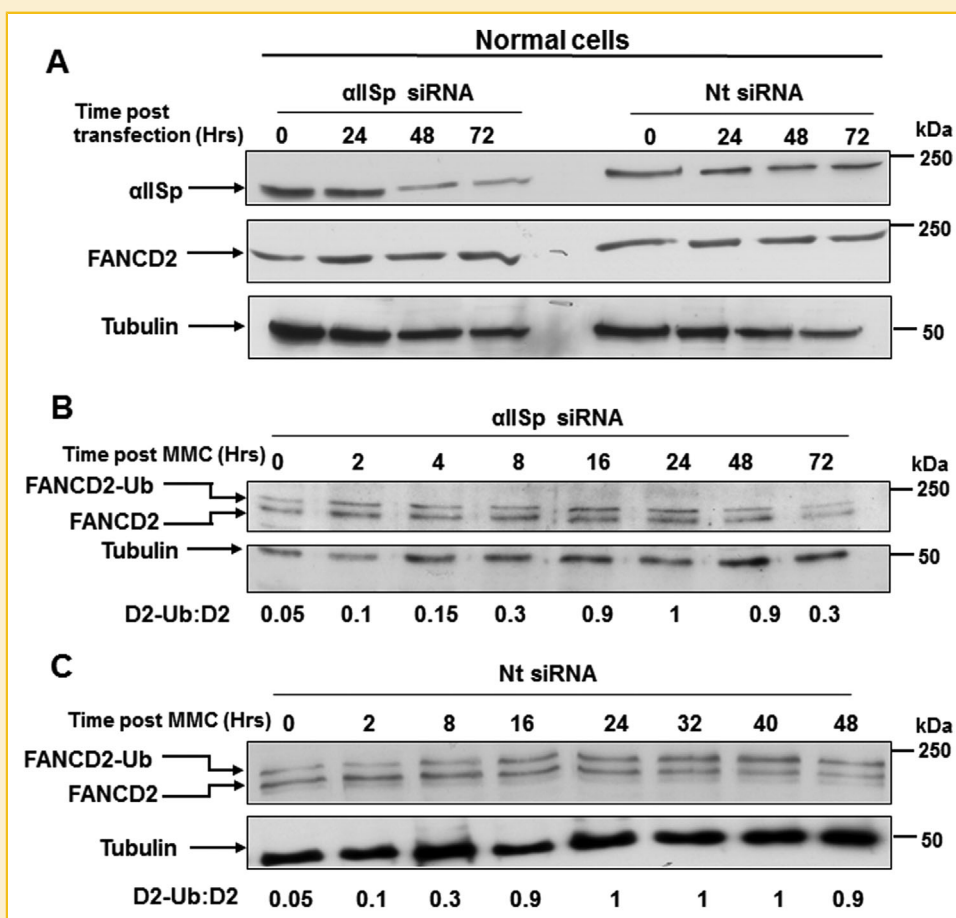 Normal cells
A
αIISp siRNA
Nt siRNA
Time post transfection (Hrs)
0 24 48 72 0 24 48 72
kDa
250
αIISp
250
FANCD2
Tubulin
50
B
αIISp siRNA
Time post MMC (Hrs) 0 2 4 8 16 24 48 72
kDa
FANCD2-Ub
250
FANCD2
Tubulin
50
D2-Ub:D2 0.05 0.1 0.15 0.3 0.9 1 0.9 0.3
C
Nt siRNA
Time post MMC (Hrs) 0 2 8 16 24 32 40 48
kDa
FANCD2-Ub
250
FANCD2
Tubulin
50
D2-Ub:D2 0.05 0.1 0.3 0.9 1 1 1 0.9